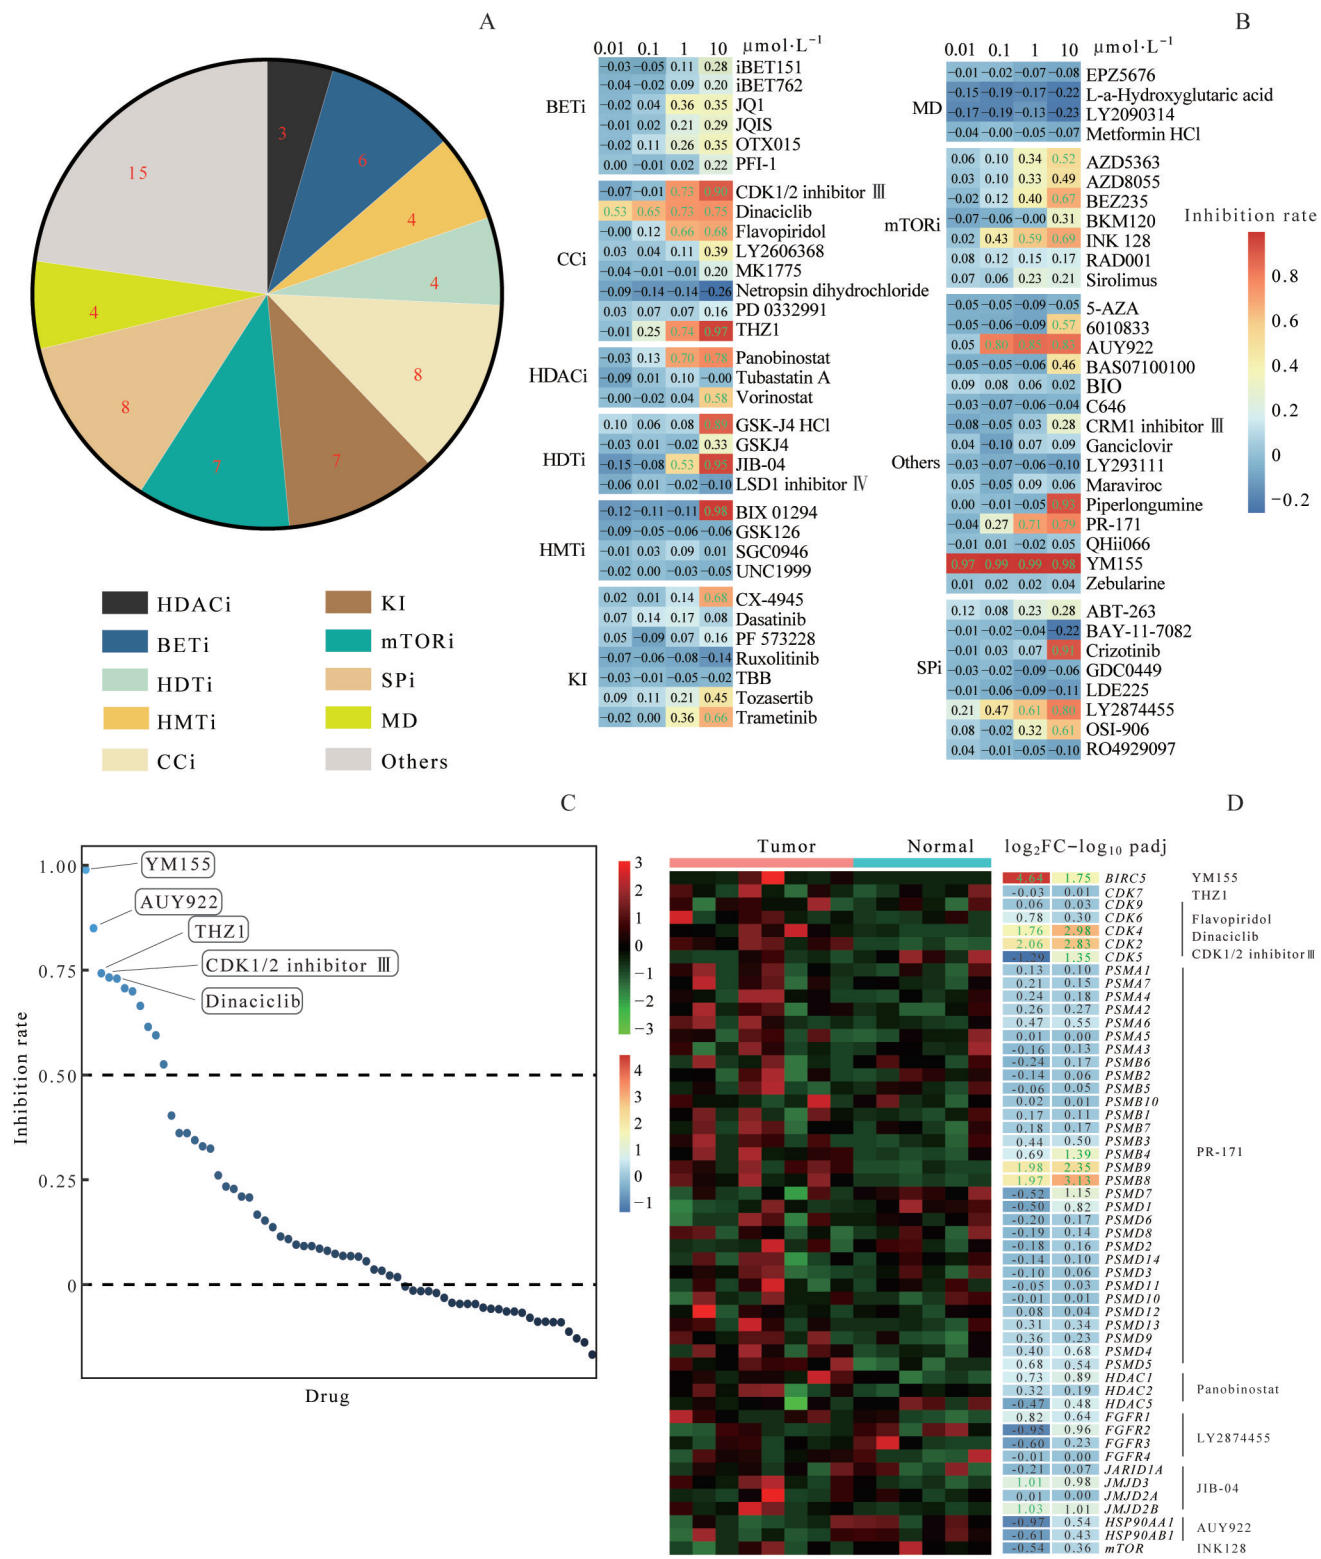 A
3
6
4
4
8
7
7
8
4
15
HDACi
BETi
HDTi
HMTi
CCi
KI
mTORi
SPi
MD
Others
0.01 0.1 1 10 μmol·L⁻¹
BETi
−0.03 −0.05 0.11 0.28 iBET151
−0.04 −0.02 0.09 0.20 iBET762
−0.02 0.04 0.36 0.35 JQ1
−0.01 0.02 0.21 0.29 JQIS
−0.02 0.11 0.26 0.35 OTX015
0.00 −0.01 0.02 0.22 PFI-1
CCi
−0.07 −0.01 0.73 0.90 CDK1/2 inhibitor Ⅲ
0.53 0.65 0.73 0.75 Dinaciclib
−0.00 0.12 0.66 0.68 Flavopiridol
0.03 0.04 0.11 0.39 LY2606368
−0.04 −0.01 −0.01 0.20 MK1775
−0.09 −0.14 −0.14 −0.26 Netropsin dihydrochloride
0.03 0.07 0.07 0.16 PD 0332991
−0.01 0.25 0.74 0.97 THZ1
HDACi
−0.03 0.13 0.70 0.78 Panobinostat
−0.09 0.01 0.10 −0.00 Tubastatin A
−0.00 −0.02 0.04 0.58 Vorinostat
HDTi
0.10 0.06 0.08 0.89 GSK-J4 HCl
−0.03 0.01 −0.02 0.33 GSKJ4
−0.15 −0.08 0.53 0.95 JIB-04
−0.06 0.01 −0.02 −0.10 LSD1 inhibitor Ⅳ
HMTi
−0.12 −0.11 −0.11 0.98 BIX 01294
−0.09 −0.05 −0.06 −0.06 GSK126
−0.01 0.03 0.09 0.01 SGC0946
−0.02 0.00 −0.03 −0.05 UNC1999
KI
0.02 0.01 0.14 0.68 CX-4945
0.07 0.14 0.17 0.08 Dasatinib
0.05 −0.09 0.07 0.16 PF 573228
−0.07 −0.06 −0.08 −0.14 Ruxolitinib
−0.03 −0.01 −0.05 −0.02 TBB
0.09 0.11 0.21 0.45 Tozasertib
−0.02 0.00 0.36 0.66 Trametinib
B
0.01 0.1 1 10 μmol·L⁻¹
MD
−0.01 −0.02 −0.07 −0.08 EPZ5676
−0.15 −0.19 −0.17 −0.22 L-a-Hydroxyglutaric acid
−0.17 −0.19 −0.13 −0.23 LY2090314
−0.04 −0.00 −0.05 −0.07 Metformin HCl
mTORi
0.06 0.10 0.34 0.52 AZD5363
0.03 0.10 0.33 0.49 AZD8055
−0.02 0.12 0.40 0.67 BEZ235
−0.07 −0.06 −0.00 0.31 BKM120
0.02 0.43 0.59 0.69 INK 128
0.08 0.12 0.15 0.17 RAD001
0.07 0.06 0.23 0.21 Sirolimus
Others
−0.05 −0.05 −0.09 −0.05 5-AZA
−0.05 −0.06 −0.09 0.57 6010833
0.05 0.80 0.85 0.83 AUY922
−0.05 −0.05 −0.06 0.46 BAS07100100
0.09 0.08 0.06 0.02 BIO
−0.03 −0.07 −0.06 −0.04 C646
−0.08 −0.05 0.03 0.28 CRM1 inhibitor Ⅲ
0.04 −0.10 0.07 0.09 Ganciclovir
−0.03 −0.07 −0.06 −0.10 LY293111
0.05 −0.05 0.09 0.06 Maraviroc
0.00 −0.01 −0.05 0.93 Piperlongumine
−0.04 0.27 0.71 0.79 PR-171
−0.01 0.01 −0.02 0.05 QHii066
0.97 0.99 0.99 0.98 YM155
0.01 0.02 0.02 0.04 Zebularine
SPi
0.12 0.08 0.23 0.28 ABT-263
−0.01 −0.02 −0.04 −0.22 BAY-11-7082
−0.01 0.03 0.07 0.91 Crizotinib
−0.03 −0.02 −0.09 −0.06 GDC0449
−0.01 −0.06 −0.09 −0.11 LDE225
0.21 0.47 0.61 0.80 LY2874455
0.08 −0.02 0.32 0.61 OSI-906
0.04 −0.01 −0.05 −0.10 RO4929097
Inhibition rate
0.8
0.6
0.4
0.2
0
−0.2
C
Inhibition rate
1.00
0.75
0.50
0.25
0
YM155
AUY922
THZ1
CDK1/2 inhibitor Ⅲ
Dinaciclib
Drug
D
3
2
1
0
−1
−2
−3
4
3
2
1
0
−1
Tumor Normal log₂FC−log₁₀ padj
4.64 1.75 BIRC5 YM155
−0.03 0.01 CDK7 THZ1
0.06 0.03 CDK9
0.78 0.30 CDK6 Flavopiridol
1.76 2.98 CDK4 Dinaciclib
2.06 2.83 CDK2
−1.29 1.35 CDK5 CDK1/2 inhibitor Ⅲ
0.13 0.10 PSMA1
0.21 0.15 PSMA7
0.24 0.18 PSMA4
0.26 0.27 PSMA2
0.47 0.55 PSMA6
0.01 0.00 PSMA5
−0.16 0.13 PSMA3
−0.24 0.17 PSMB6
−0.14 0.06 PSMB2
−0.06 0.05 PSMB5
0.02 0.01 PSMB10
0.17 0.11 PSMB1
0.18 0.17 PSMB7
0.44 0.50 PSMB3
0.69 1.39 PSMB4 PR-171
1.98 2.35 PSMB9
1.97 3.13 PSMB8
−0.52 1.15 PSMD7
−0.50 0.82 PSMD1
−0.20 0.17 PSMD6
−0.19 0.14 PSMD8
−0.18 0.16 PSMD2
−0.14 0.10 PSMD14
−0.10 0.06 PSMD3
−0.05 0.03 PSMD11
−0.01 0.01 PSMD10
0.08 0.04 PSMD12
0.31 0.34 PSMD13
0.36 0.23 PSMD9
0.40 0.68 PSMD4
0.68 0.54 PSMD5
0.73 0.89 HDAC1
0.32 0.19 HDAC2 Panobinostat
−0.47 0.48 HDAC5
0.82 0.64 FGFR1
−0.95 0.96 FGFR2 LY2874455
−0.60 0.23 FGFR3
−0.01 0.00 FGFR4
−0.21 0.07 JARID1A
1.01 0.98 JMJD3 JIB-04
0.01 0.00 JMJD2A
1.03 1.01 JMJD2B
−0.97 0.54 HSP90AA1 AUY922
−0.61 0.43 HSP90AB1
−0.54 0.36 mTOR INK128